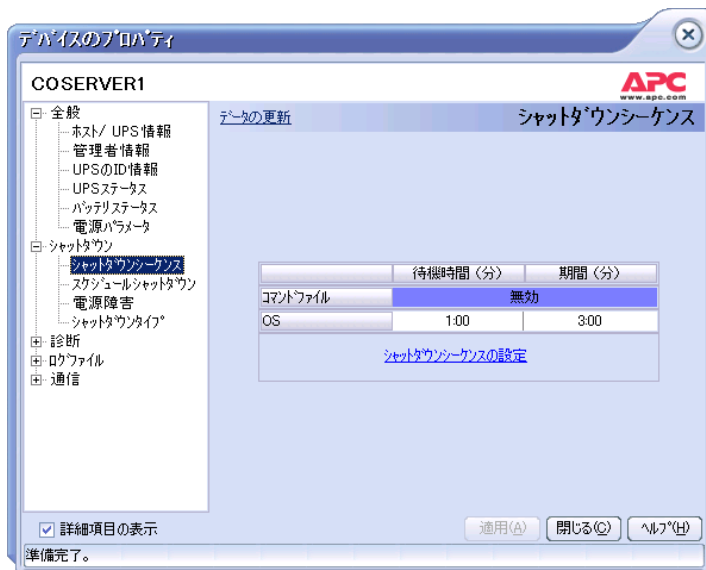 デバイスのプロパティ
COSERVER1
APC
www.apc.com
全般
ホスト/ UPS情報
管理者情報
UPSのID情報
UPSステータス
バッテリステータス
電源パラメータ
シャットダウン
シャットダウンシーケンス
スケジュールシャットダウン
電源障害
シャットダウンタイプ
診断
ログファイル
通信
データの更新
シャットダウンシーケンス
待機時間（分） 期間（分）
コマンドファイル 無効
OS 1:00 3:00
シャットダウンシーケンスの設定
詳細項目の表示
適用(A) 閉じる(C) ヘルプ(H)
準備完了。